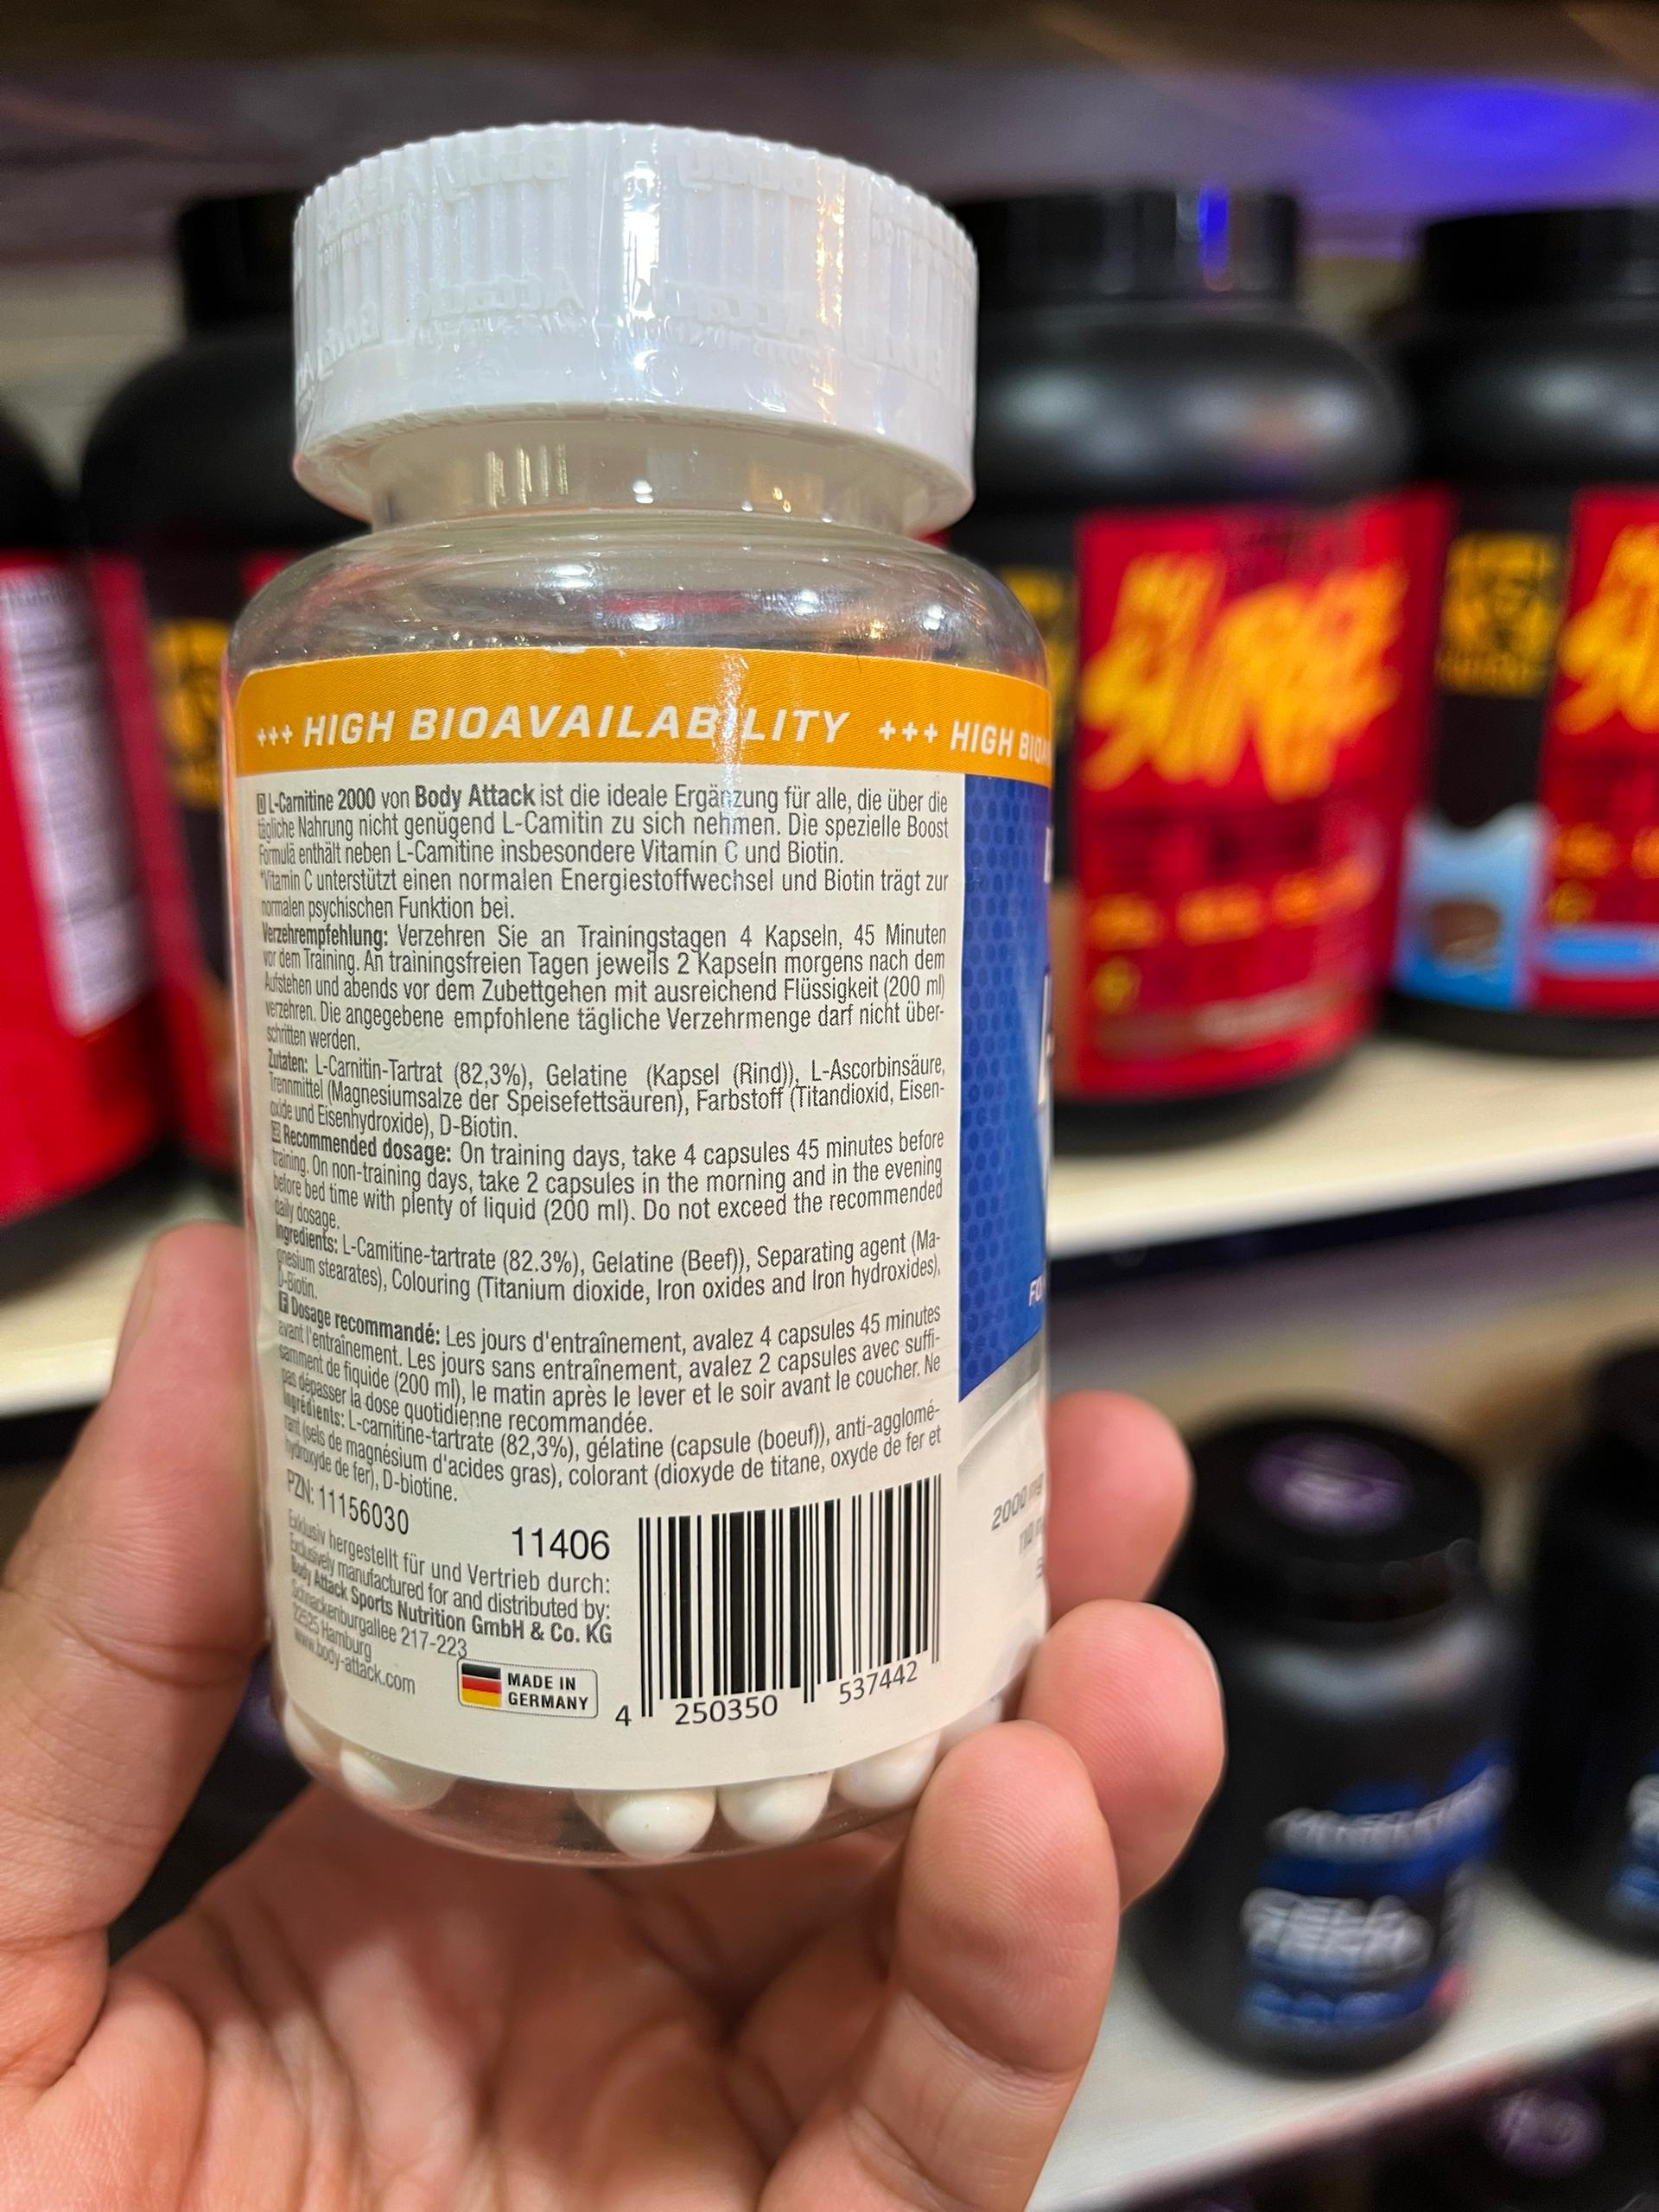 +++ HIGH BIOAVAILABILITY +++ HIGH
D L-Carnitine 2000 von Body Attack ist die ideale Ergänzung für alle, die über die
tägliche Nahrung nicht genügend L-Carnitin zu sich nehmen. Die spezielle Boost
Formula enthält neben L-Carnitine insbesondere Vitamin C und Biotin.
*Vitamin C unterstützt einen normalen Energiestoffwechsel und Biotin trägt zur
normalen psychischen Funktion bei.
Verzehrempfehlung: Verzehren Sie an Trainingstagen 4 Kapseln, 45 Minuten
vor dem Training. An trainingsfreien Tagen jeweils 2 Kapseln morgens nach dem
Aufstehen und abends vor dem Zubettgehen mit ausreichend Flüssigkeit (200 ml)
verzehren. Die angegebene empfohlene tägliche Verzehrmenge darf nicht über-
schritten werden.
Zutaten: L-Carnitin-Tartrat (82,3%), Gelatine (Kapsel (Rind)), L-Ascorbinsäure,
Trennmittel (Magnesiumsalze der Speisefettsäuren), Farbstoff (Titandioxid, Eisen-
oxide und Eisenhydroxide), D-Biotin.
Recommended dosage: On training days, take 4 capsules 45 minutes before
training. On non-training days, take 2 capsules in the morning and in the evening
before bed time with plenty of liquid (200 ml). Do not exceed the recommended
daily dosage.
Ingredients: L-Carnitine-tartrate (82.3%), Gelatine (Beef)), Separating agent (Ma-
gnesium stearates), Colouring (Titanium dioxide, Iron oxides and Iron hydroxides),
D-Biotin.
F Dosage recommandé: Les jours d'entraînement, avalez 4 capsules 45 minutes
avant l'entraînement. Les jours sans entraînement, avalez 2 capsules avec suffi-
samment de fiquide (200 ml), le matin après le lever et le soir avant le coucher. Ne
pas dépasser la dose quotidienne recommandée.
Ingrédients: L-carnitine-tartrate (82,3%), gélatine (capsule (boeuf)), anti-agglomé-
rant (sels de magnésium d'acides gras), colorant (dioxyde de titane, oxyde de fer et
hydroxyde de fer), D-biotine.
PZN: 11156030
11406
Exklusiv hergestellt für und Vertrieb durch:
Exclusively manufactured for and distributed by:
Body Attack Sports Nutrition GmbH & Co. KG
Schnackenburgallee 217-223
22525 Hamburg
www.body-attack.com
MADE IN
GERMANY
4 250350 537442
2000 mg
CELL
TECH